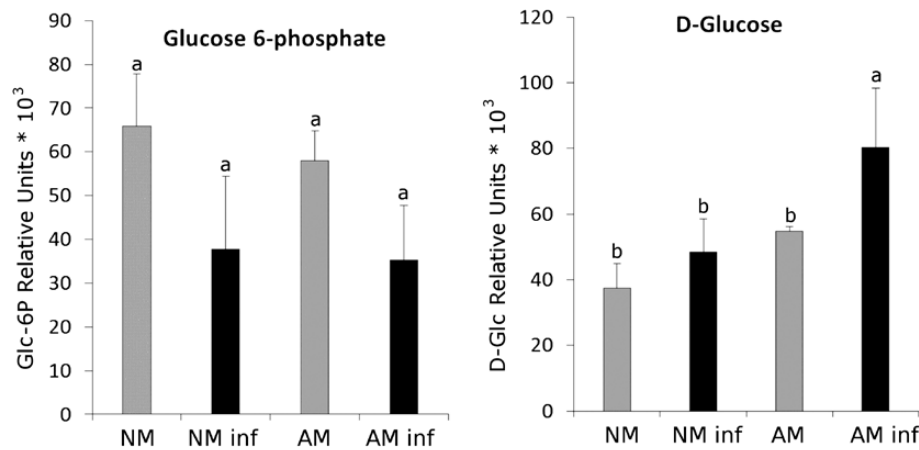 Glucose 6-phosphate
Glc-6P Relative Units * 10³
90
80
70
60
50
40
30
20
10
0
a
a
a
a
NM
NM inf
AM
AM inf
D-Glucose
D-Glc Relative Units * 10³
120
100
80
60
40
20
0
b
b
b
a
NM
NM inf
AM
AM inf